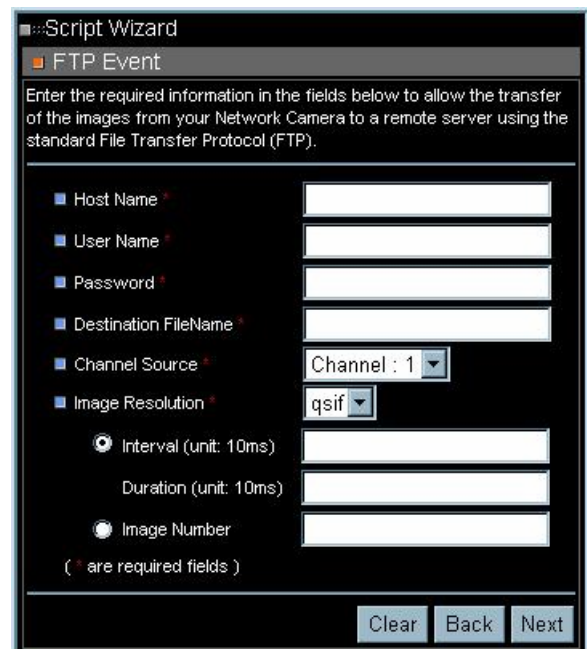 Script Wizard
FTP Event
Enter the required information in the fields below to allow the transfer
of the images from your Network Camera to a remote server using the
standard File Transfer Protocol (FTP).
Host Name *
User Name *
Password *
Destination FileName *
Channel Source * Channel : 1
Image Resolution * qsif
Interval (unit: 10ms)
Duration (unit: 10ms)
Image Number
( * are required fields )
Clear Back Next